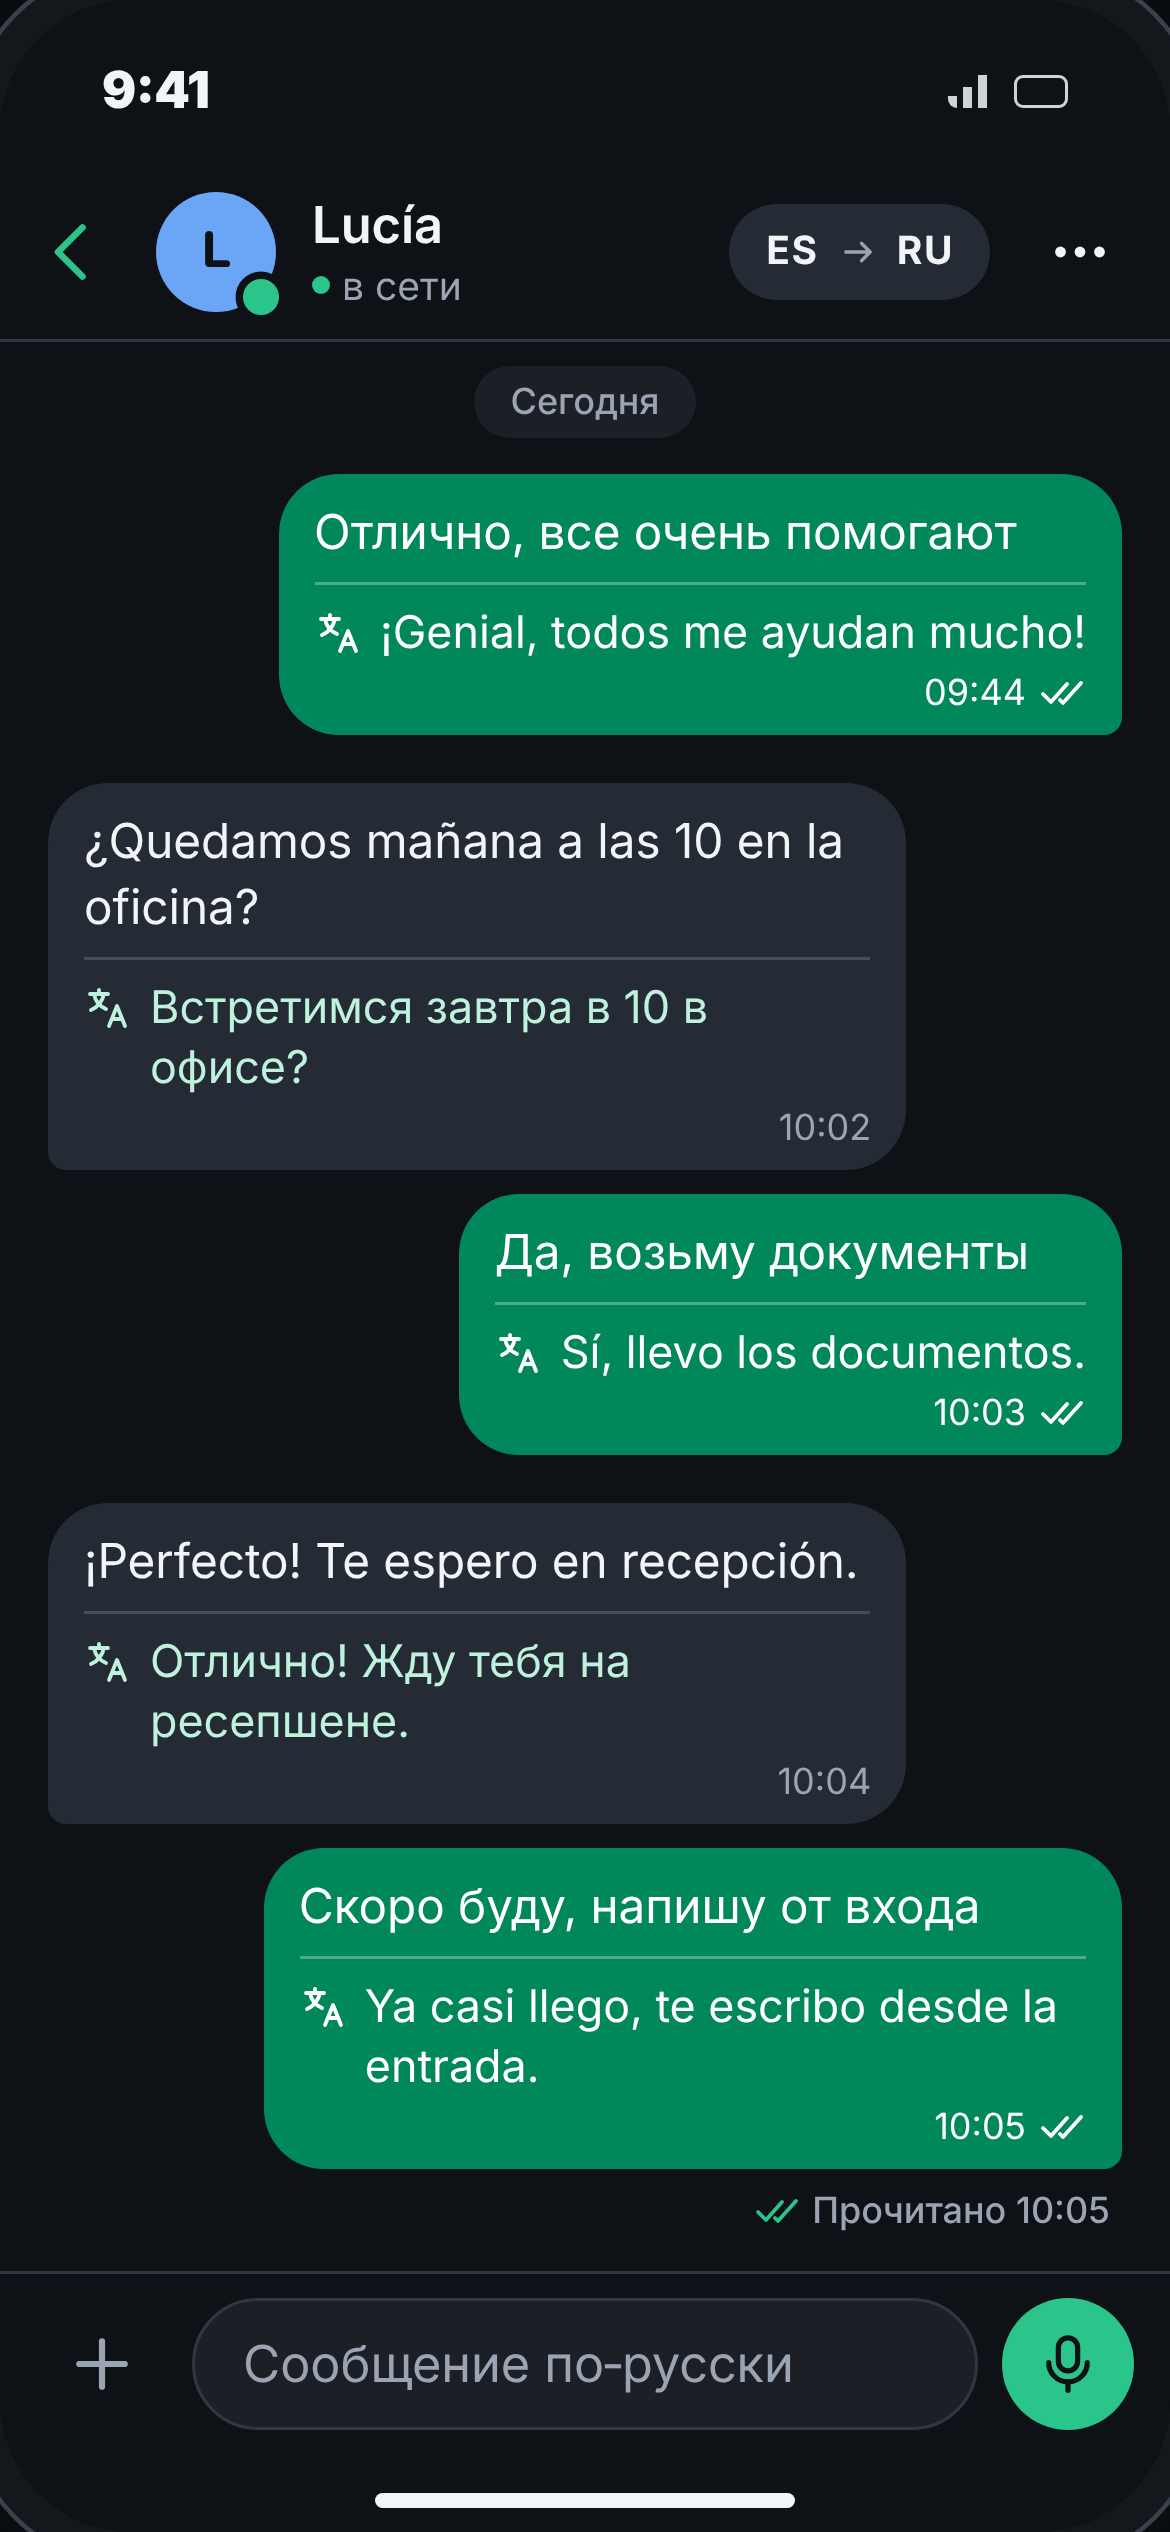 9:41
L
Lucía
в сети
ES → RU
Сегодня
Отлично, все очень помогают
¡Genial, todos me ayudan mucho!
09:44
¿Quedamos mañana a las 10 en la
oficina?
Встретимся завтра в 10 в
офисе?
10:02
Да, возьму документы
Sí, llevo los documentos.
10:03
¡Perfecto! Te espero en recepción.
Отлично! Жду тебя на
ресепшене.
10:04
Скоро буду, напишу от входа
Ya casi llego, te escribo desde la
entrada.
10:05
Прочитано 10:05
Сообщение по-русски